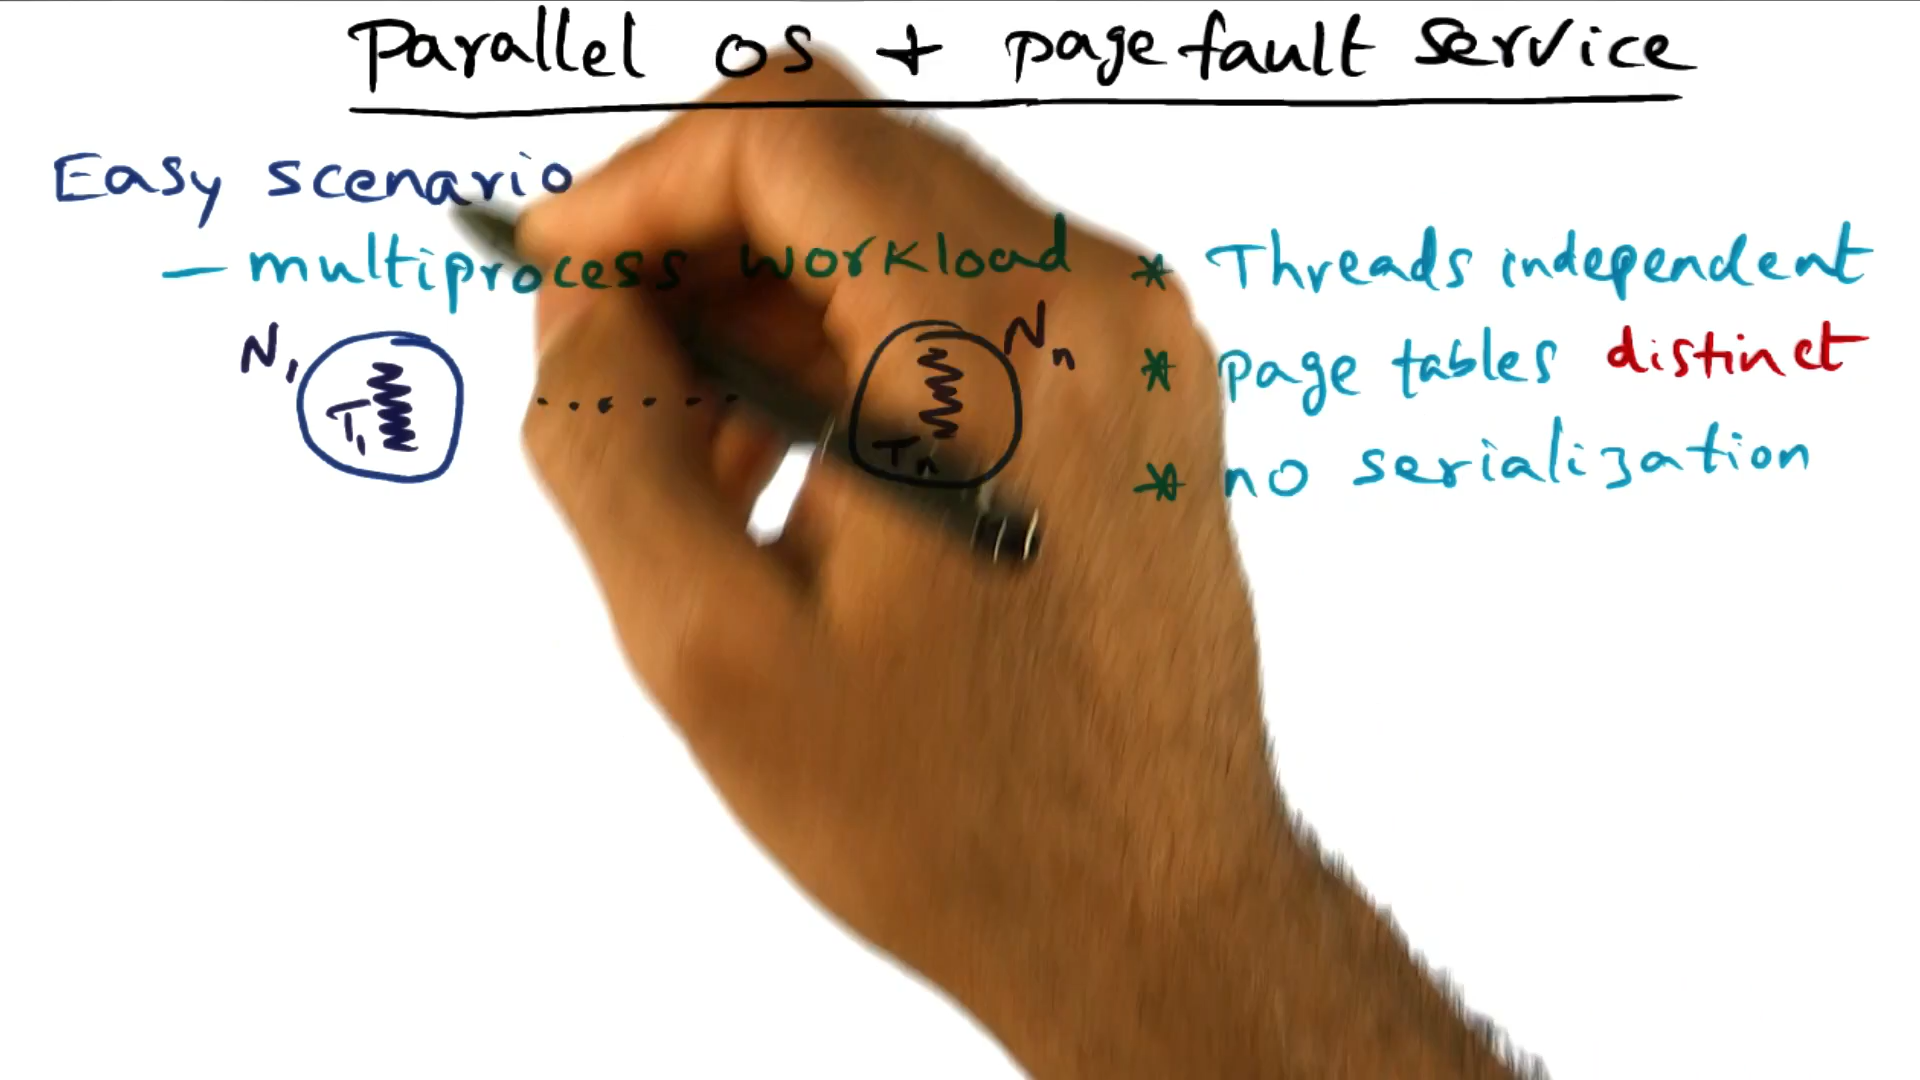 Parallel OS + page fault service
Easy scenario
- multiprocess workload
* Threads independent
N1 T1 ...... Nn Tn
* page tables distinct
* no serialization